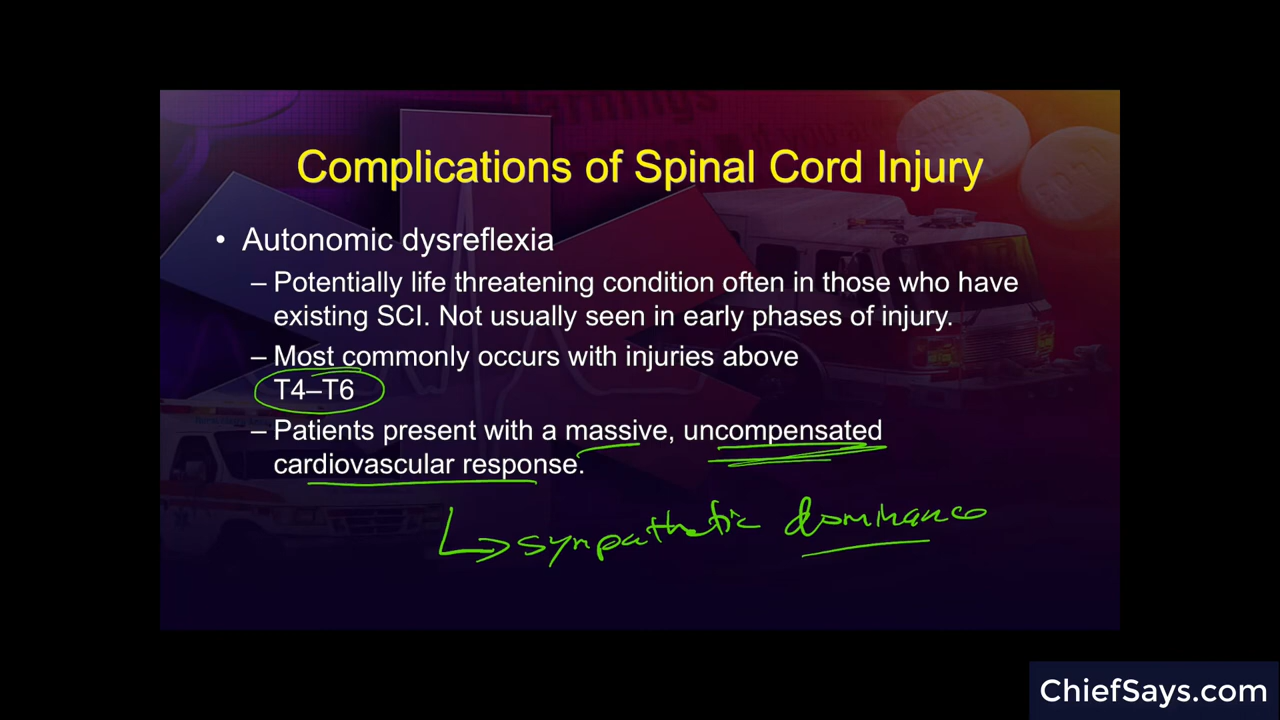 Complications of Spinal Cord Injury
• Autonomic dysreflexia
– Potentially life threatening condition often in those who have
existing SCI. Not usually seen in early phases of injury.
– Most commonly occurs with injuries above
T4–T6
– Patients present with a massive, uncompensated
cardiovascular response.
sympathetic dominance
ChiefSays.com